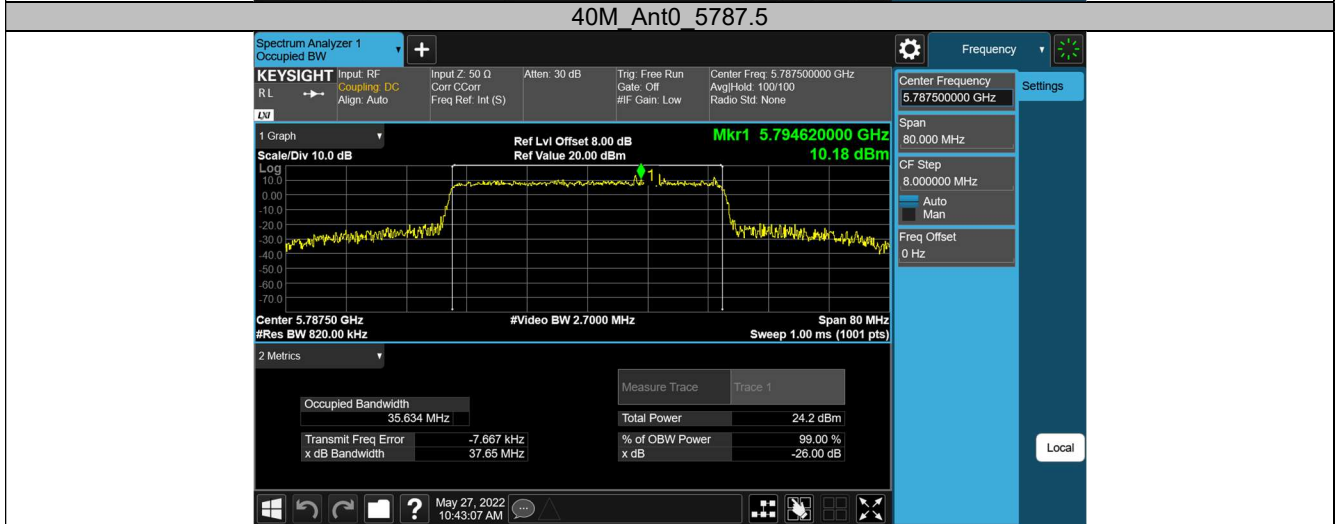 40M_Ant0_5787.5
Spectrum Analyzer 1
Occupied BW
+
Frequency
KEYSIGHT
R L
LXI
Input: RF
Coupling: DC
Align: Auto
Input Z: 50 Ω
Corr CCorr
Freq Ref: Int (S)
Atten: 30 dB
Trig: Free Run
Gate: Off
#IF Gain: Low
Center Freq: 5.787500000 GHz
Avg|Hold: 100/100
Radio Std: None
Center Frequency
5.787500000 GHz
Settings
Span
80.000 MHz
CF Step
8.000000 MHz
Auto
Man
Freq Offset
0 Hz
Local
1 Graph
Scale/Div 10.0 dB
Ref Lvl Offset 8.00 dB
Ref Value 20.00 dBm
Mkr1 5.794620000 GHz
10.18 dBm
Log
10.0
0.00
-10.0
-20.0
-30.0
-40.0
-50.0
-60.0
-70.0
1
Center 5.78750 GHz
#Video BW 2.7000 MHz
Span 80 MHz
#Res BW 820.00 kHz
Sweep 1.00 ms (1001 pts)
2 Metrics
Measure Trace
Trace 1
Occupied Bandwidth
35.634 MHz
Total Power
24.2 dBm
Transmit Freq Error
-7.667 kHz
% of OBW Power
99.00 %
x dB Bandwidth
37.65 MHz
x dB
-26.00 dB
?
May 27, 2022
10:43:07 AM